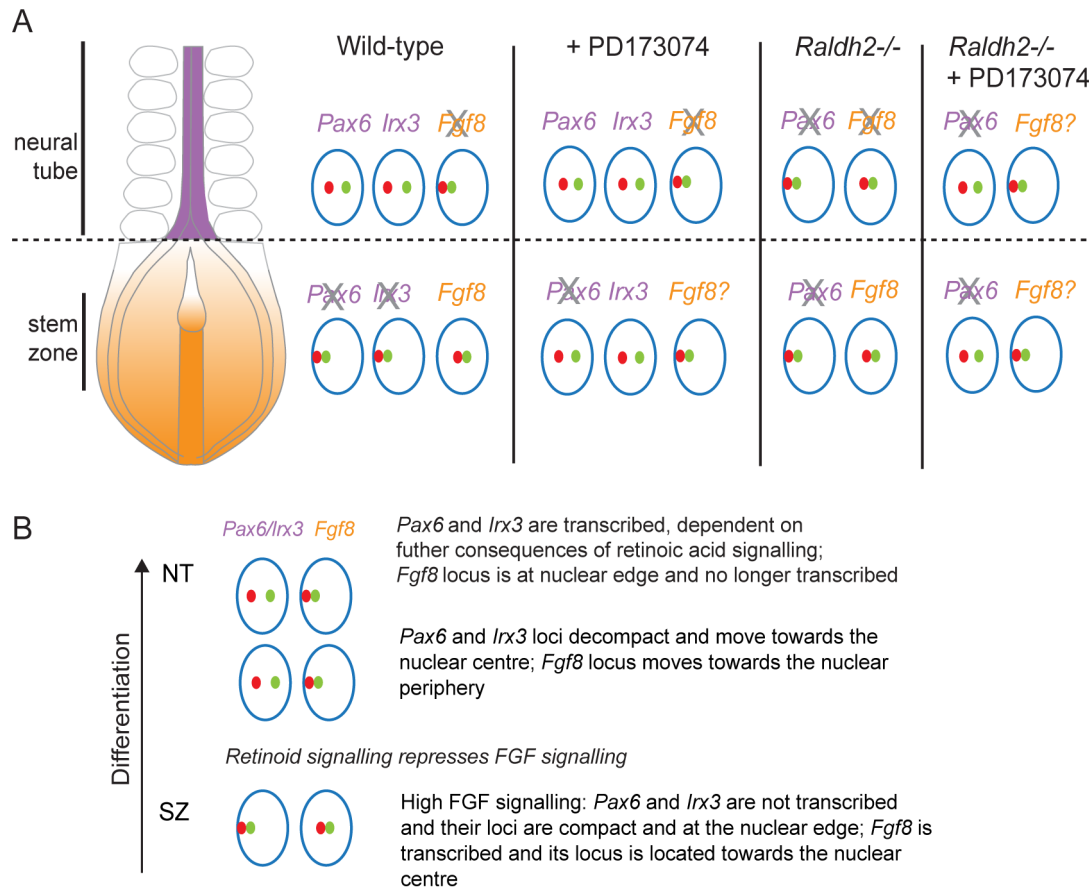 A
Wild-type
+ PD173074
Raldh2-/-
Raldh2-/-
+ PD173074
neural
tube
Pax6 Irx3 Fgf8
Pax6 Irx3 Fgf8
Pax6 Fgf8
Pax6 Fgf8?
stem
zone
Pax6 Irx3 Fgf8
Pax6 Irx3 Fgf8?
Pax6 Fgf8
Pax6 Fgf8?
B
Differentiation
NT
SZ
Pax6/Irx3 Fgf8
Pax6 and Irx3 are transcribed, dependent on
futher consequences of retinoic acid signalling;
Fgf8 locus is at nuclear edge and no longer transcribed
Pax6 and Irx3 loci decompact and move towards the
nuclear centre; Fgf8 locus moves towards the nuclear
periphery
Retinoid signalling represses FGF signalling
High FGF signalling: Pax6 and Irx3 are not transcribed
and their loci are compact and at the nuclear edge; Fgf8 is
transcribed and its locus is located towards the nuclear
centre